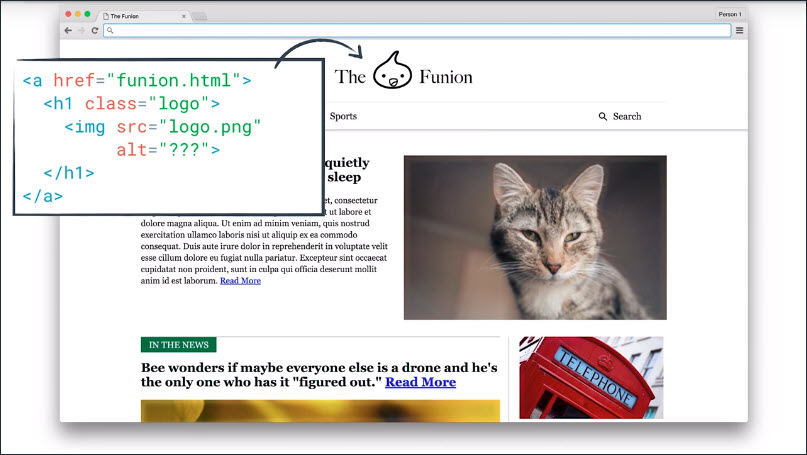 The Funion
Person 1
<a href="funion.html">
<h1 class="logo">
<img src="logo.png"
alt="???">
</h1>
</a>
The Funion
Sports
Search
quietly
sleep
et, consectetur
ut labore et
dolore magna aliqua. Ut enim ad minim veniam, quis nostrud
exercitation ullamco laboris nisi ut aliquip ex ea commodo
consequat. Duis aute irure dolor in reprehenderit in voluptate velit
esse cillum dolore eu fugiat nulla pariatur. Excepteur sint occaecat
cupidatat non proident, sunt in culpa qui officia deserunt mollit
anim id est laborum. Read More
IN THE NEWS
Bee wonders if maybe everyone else is a drone and he's
the only one who has it "figured out." Read More
TELEPHONE